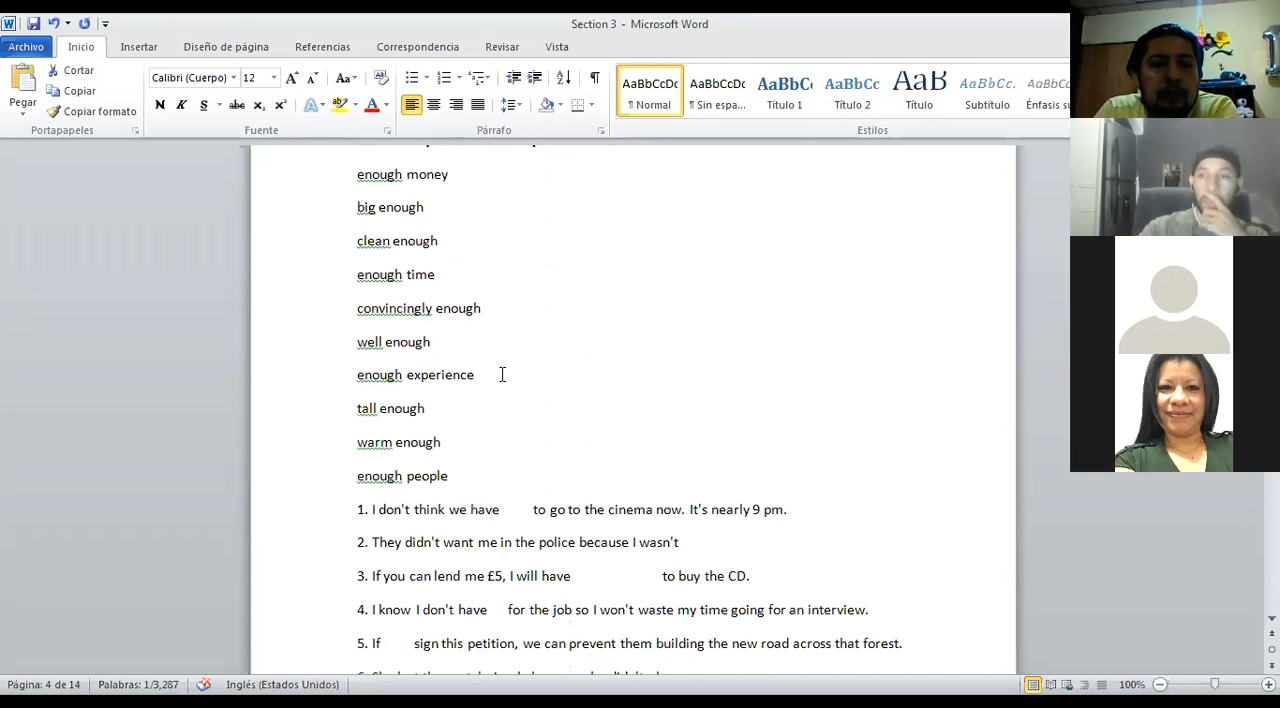 Section 3 - Microsoft Word
Archivo Inicio Insertar Diseño de página Referencias Correspondencia Revisar Vista
Pegar
Cortar
Copiar
Copiar formato
Portapapeles
Calibri (Cuerpo) 12
N K S abc x₂ x²
Fuente
Párrafo
AaBbCcDc AaBbCcDc AaBbC AaBbCc AaB AaBbCc. AaBbCcDc
¶ Normal ¶ Sin espa... Título 1 Título 2 Título Subtítulo Énfasis su
Estilos
enough money
big enough
clean enough
enough time
convincingly enough
well enough
enough experience
tall enough
warm enough
enough people
1. I don't think we have to go to the cinema now. It's nearly 9 pm.
2. They didn't want me in the police because I wasn't
3. If you can lend me £5, I will have to buy the CD.
4. I know I don't have for the job so I won't waste my time going for an interview.
5. If sign this petition, we can prevent them building the new road across that forest.
Página: 4 de 14 Palabras: 1/3,287 Inglés (Estados Unidos) 100%